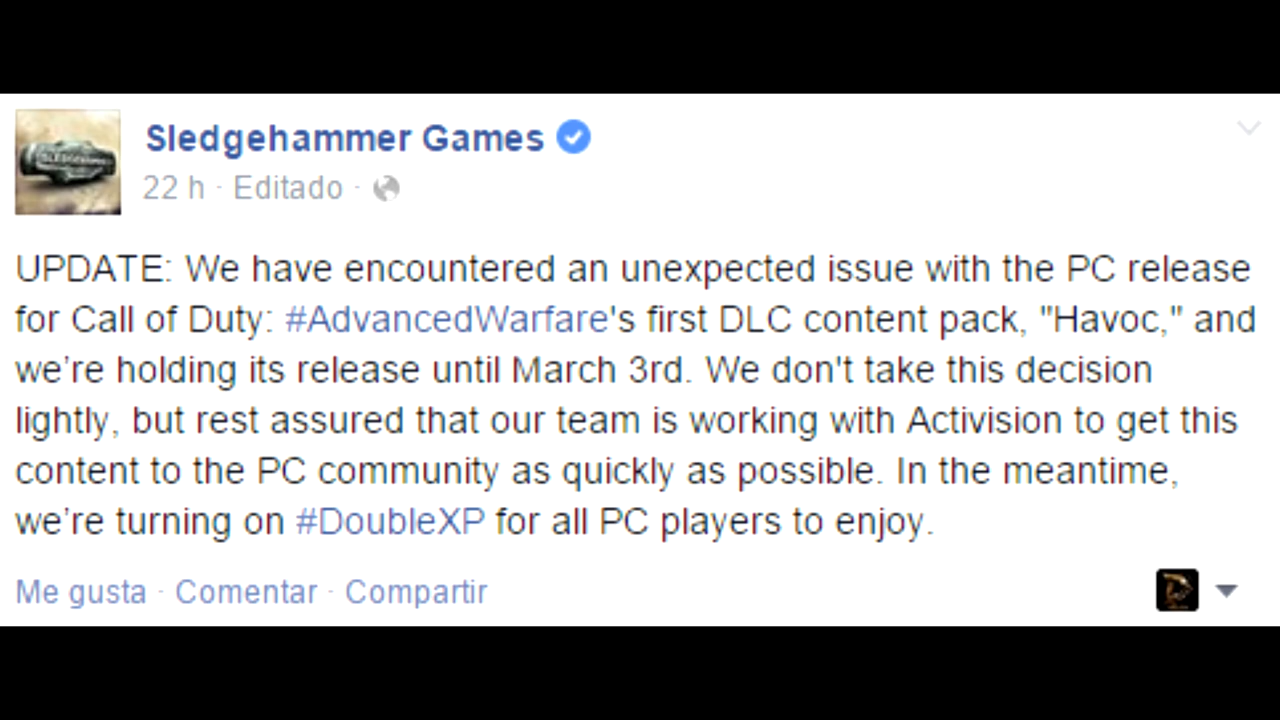 Sledgehammer Games
22 h · Editado ·
UPDATE: We have encountered an unexpected issue with the PC release
for Call of Duty: #AdvancedWarfare's first DLC content pack, "Havoc," and
we're holding its release until March 3rd. We don't take this decision
lightly, but rest assured that our team is working with Activision to get this
content to the PC community as quickly as possible. In the meantime,
we're turning on #DoubleXP for all PC players to enjoy.
Me gusta · Comentar · Compartir